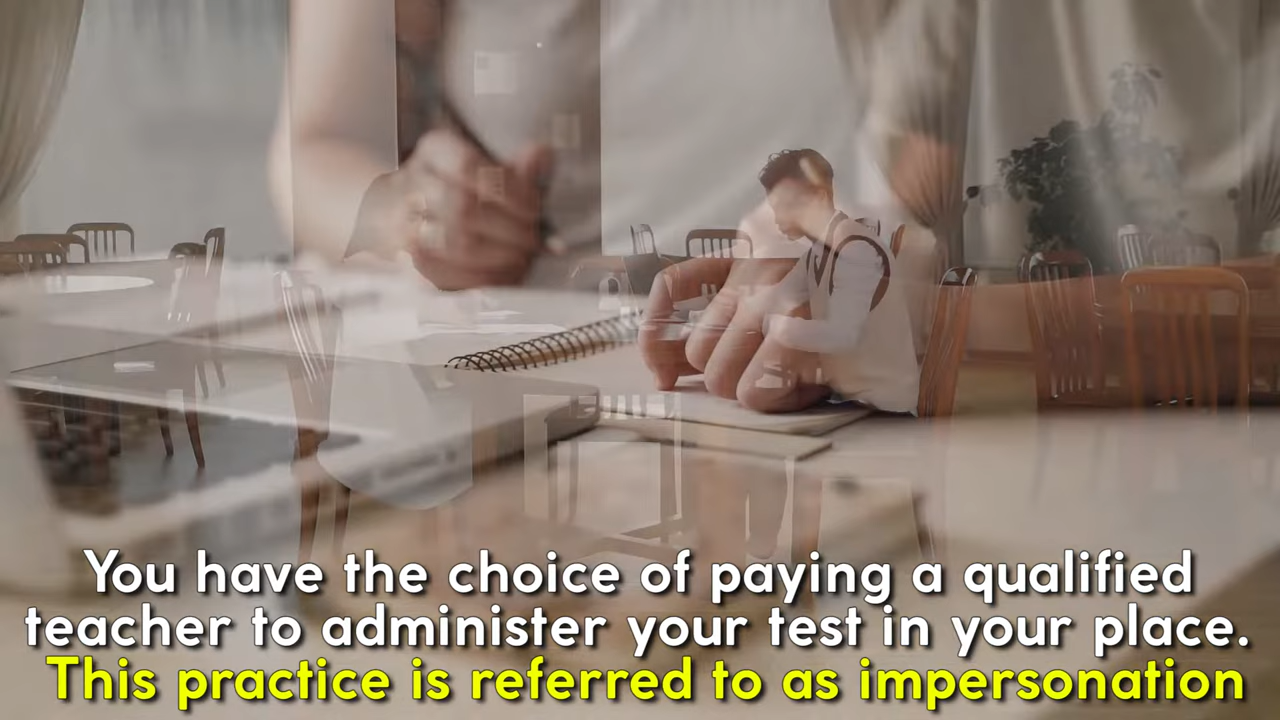 You have the choice of paying a qualified
teacher to administer your test in your place.
This practice is referred to as impersonation